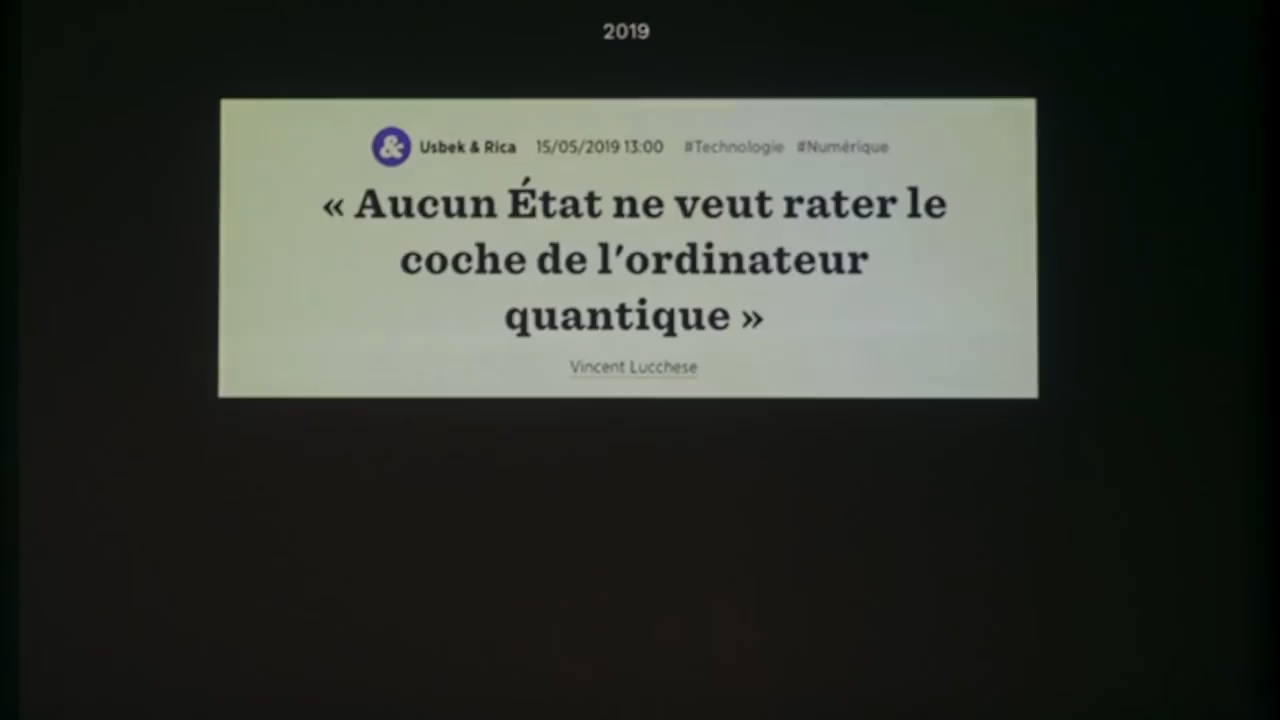 2019
& Usbek & Rica 15/05/2019 13:00 #Technologie #Numérique
« Aucun État ne veut rater le
coche de l'ordinateur
quantique »
Vincent Lucchese